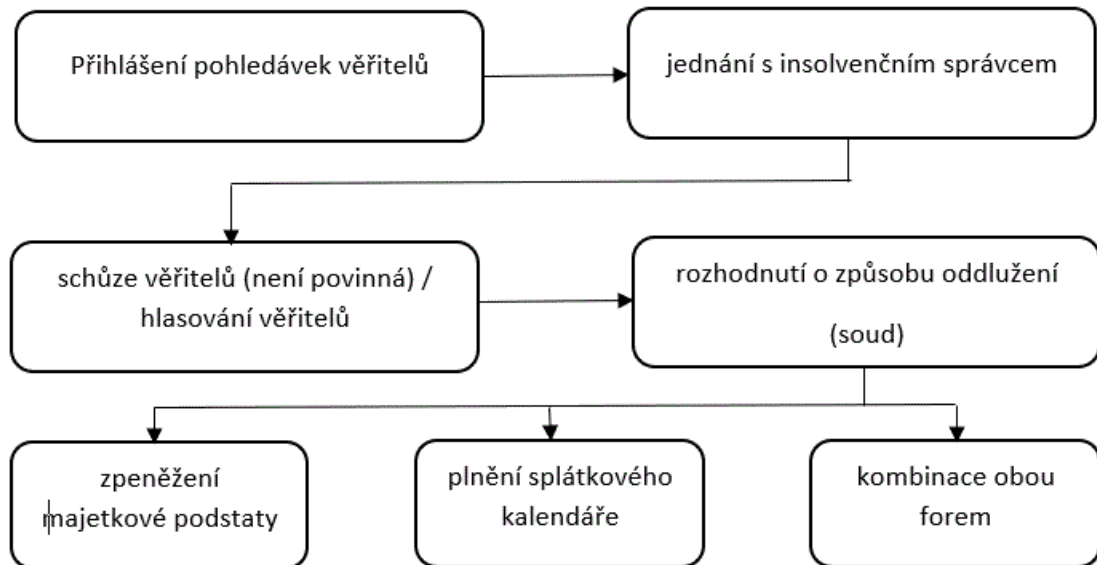 Přihlášení pohledávek věřitelů
jednání s insolvenčním správcem
schůze věřitelů (není povinná) /
hlasování věřitelů
rozhodnutí o způsobu oddlužení
(soud)
zpeněžení
majetkové podstaty
plnění splátkového
kalendáře
kombinace obou
forem